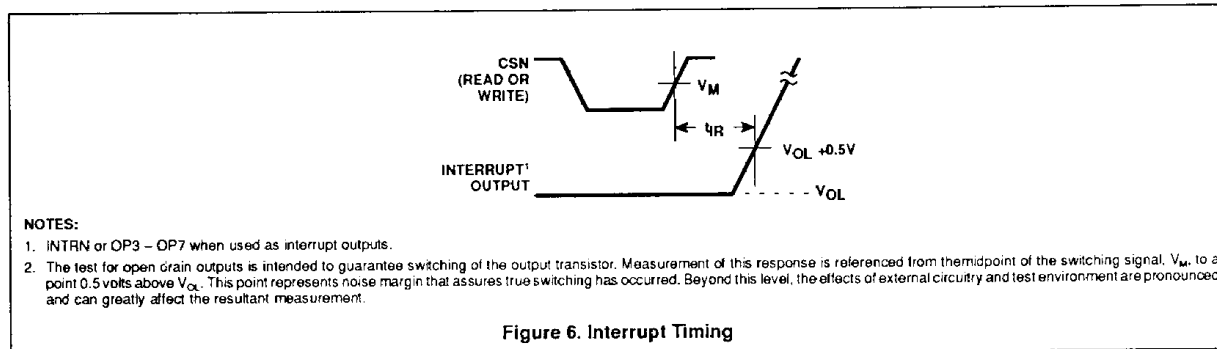 CSN
(READ OR
WRITE)
VM
tIR
VOL +0.5V
INTERRUPT1
OUTPUT
VOL
NOTES:
1. INTRN or OP3 – OP7 when used as interrupt outputs.
2. The test for open drain outputs is intended to guarantee switching of the output transistor. Measurement of this response is referenced from themidpoint of the switching signal, VM, to a
point 0.5 volts above VOL. This point represents noise margin that assures true switching has occurred. Beyond this level, the effects of external circuitry and test environment are pronounced
and can greatly affect the resultant measurement.
Figure 6. Interrupt Timing